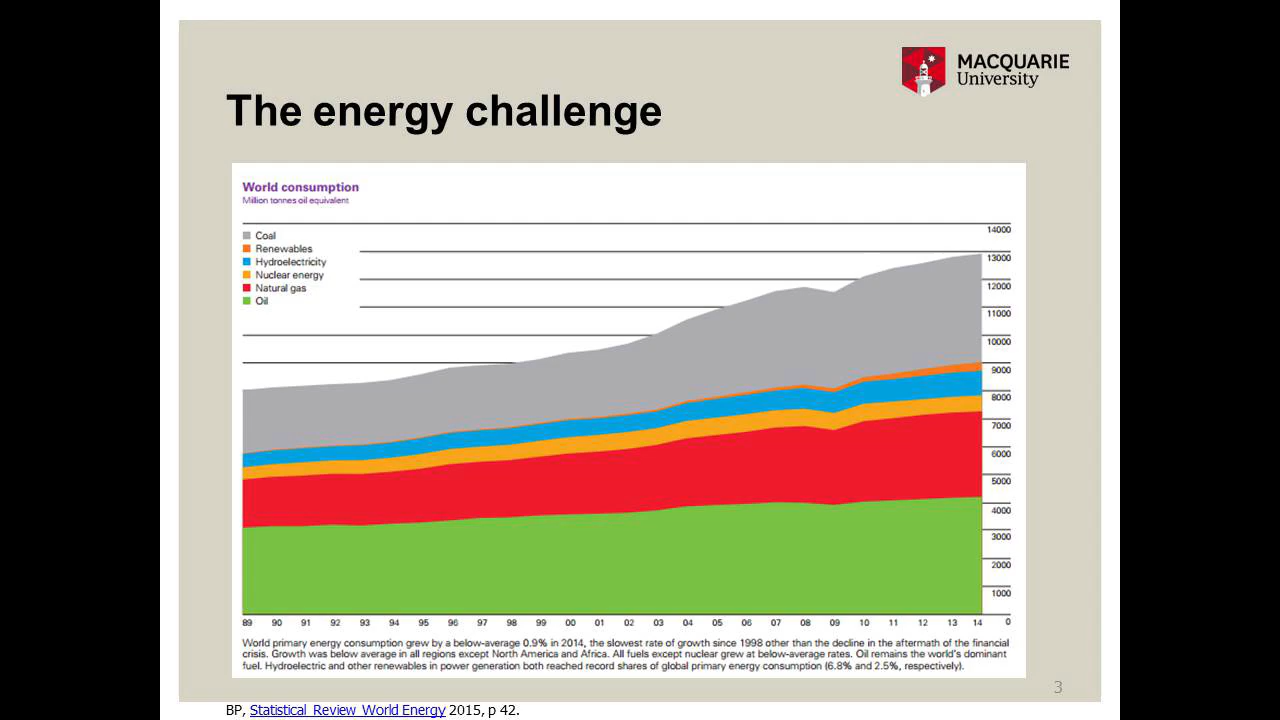 MACQUARIE
University
The energy challenge
World consumption
Million tonnes oil equivalent
Coal
Renewables
Hydroelectricity
Nuclear energy
Natural gas
Oil
14000
13000
12000
11000
10000
9000
8000
7000
6000
5000
4000
3000
2000
1000
0
89 90 91 92 93 94 95 96 97 98 99 00 01 02 03 04 05 06 07 08 09 10 11 12 13 14
World primary energy consumption grew by a below-average 0.9% in 2014, the slowest rate of growth since 1998 other than the decline in the aftermath of the financial
crisis. Growth was below average in all regions except North America and Africa. All fuels except nuclear grew at below-average rates. Oil remains the world's dominant
fuel. Hydroelectric and other renewables in power generation both reached record shares of global primary energy consumption (6.8% and 2.5%, respectively).
3
BP, Statistical Review World Energy 2015, p 42.